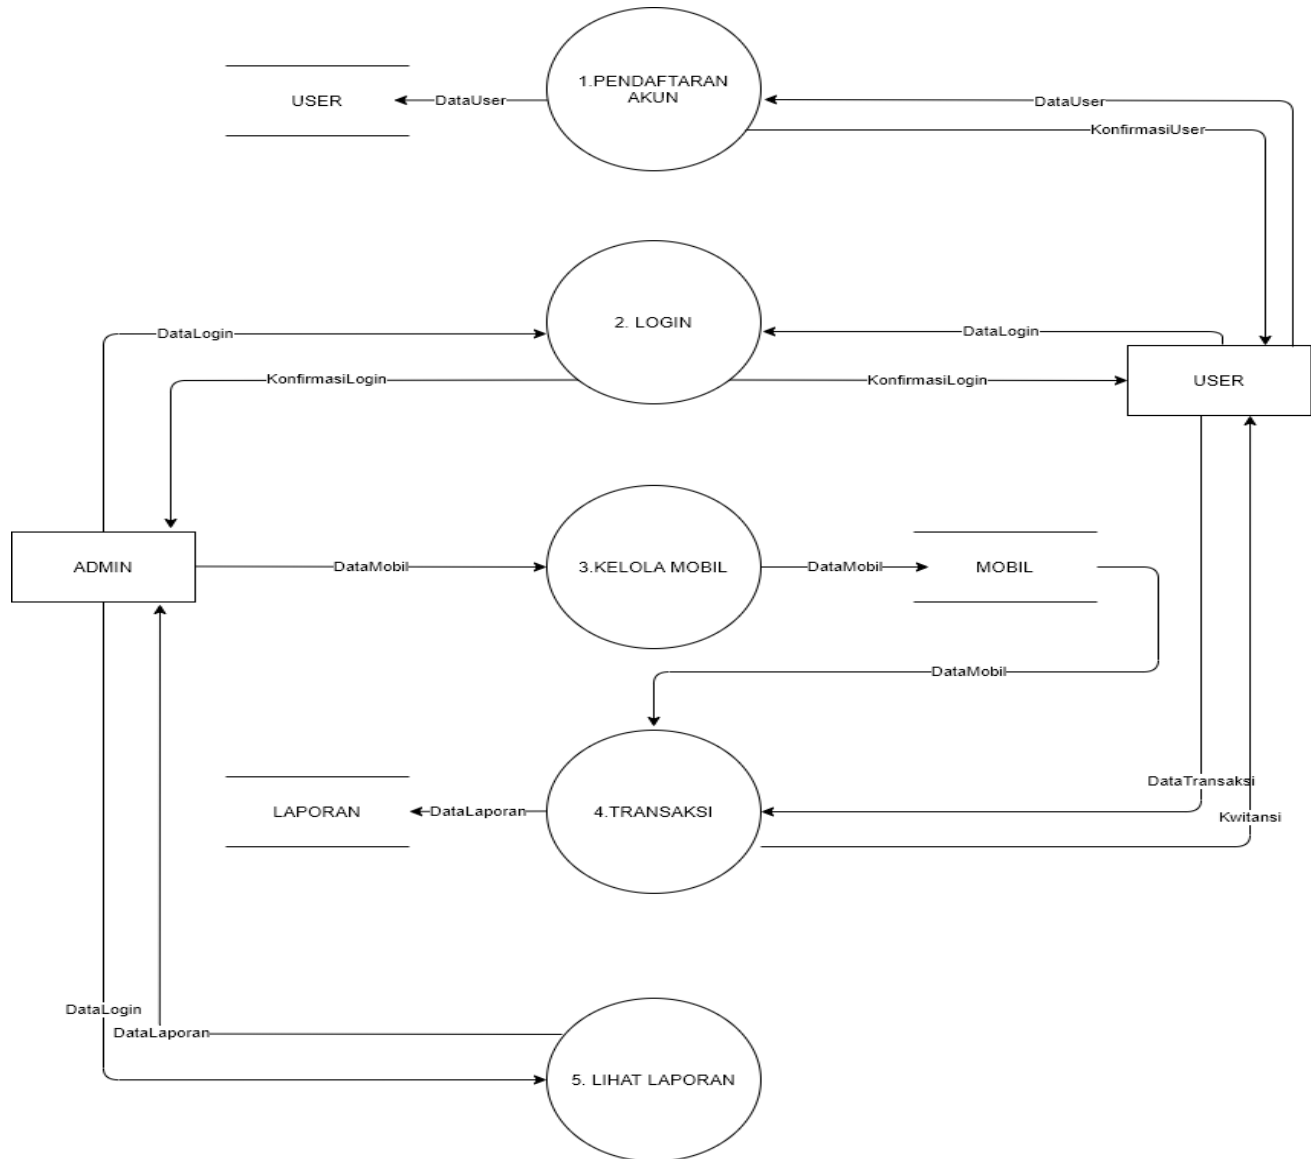 1.PENDAFTARAN
AKUN
USER
DataUser
DataUser
KonfirmasiUser
2. LOGIN
DataLogin
DataLogin
KonfirmasiLogin
KonfirmasiLogin
USER
ADMIN
DataMobil
3.KELOLA MOBIL
DataMobil
MOBIL
DataMobil
LAPORAN
DataLaporan
4.TRANSAKSI
DataTransaksi
Kwitansi
DataLogin
DataLaporan
5. LIHAT LAPORAN